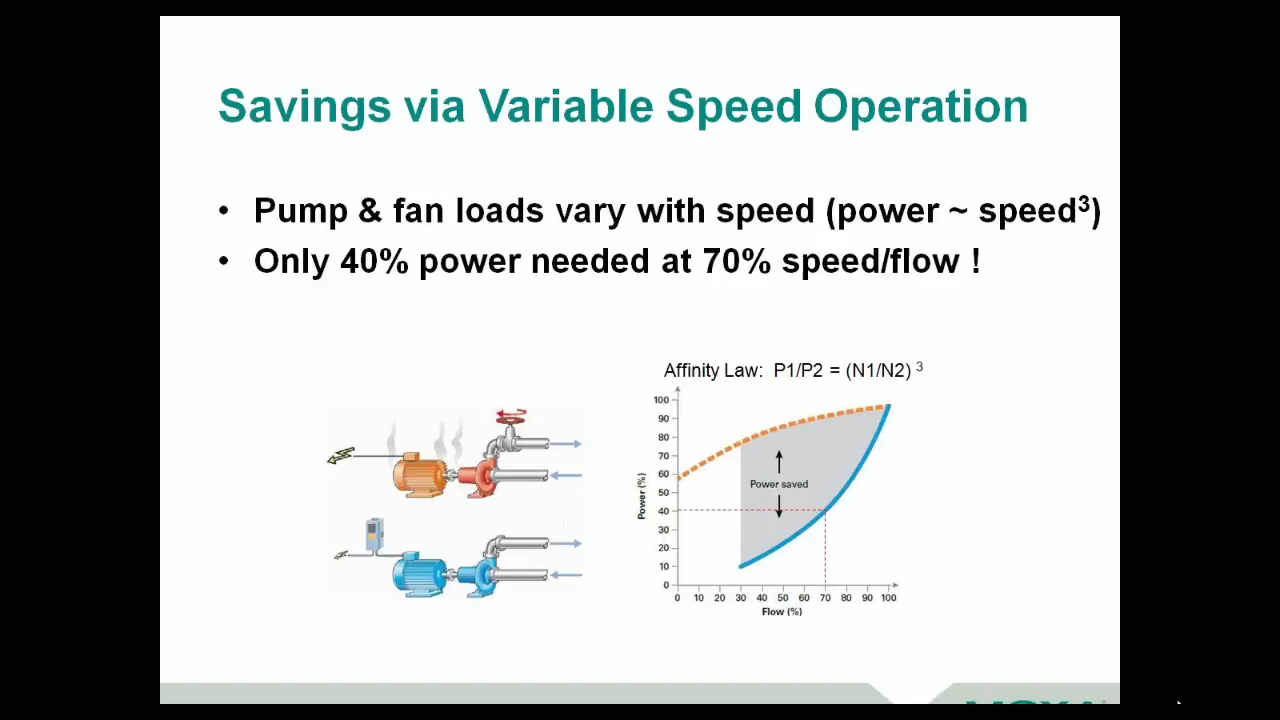 Savings via Variable Speed Operation
• Pump & fan loads vary with speed (power ~ speed³)
• Only 40% power needed at 70% speed/flow !
Affinity Law: P1/P2 = (N1/N2) ³
100
90
80
70
60
50
40
30
20
10
0
Power (%)
Power saved
0 10 20 30 40 50 60 70 80 90 100
Flow (%)